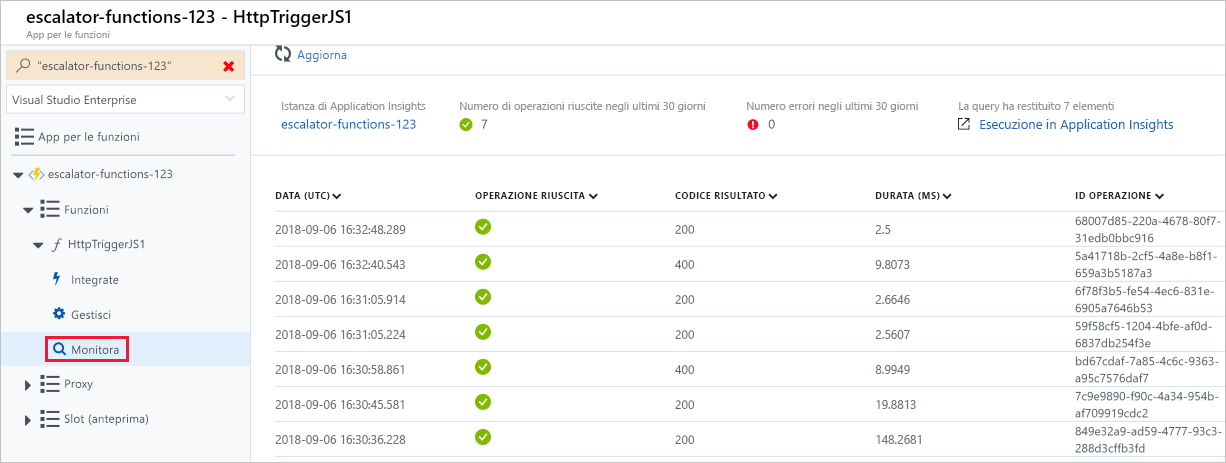 escalator-functions-123 - HttpTriggerJS1
App per le funzioni
"escalator-functions-123"
Visual Studio Enterprise
App per le funzioni
escalator-functions-123
Funzioni
HttpTriggerJS1
Integrate
Gestisci
Monitora
Proxy
Slot (anteprima)
Aggiorna
Istanza di Application Insights
escalator-functions-123
Numero di operazioni riuscite negli ultimi 30 giorni
7
Numero errori negli ultimi 30 giorni
0
La query ha restituito 7 elementi
Esecuzione in Application Insights
DATA (UTC) OPERAZIONE RIUSCITA CODICE RISULTATO DURATA (MS) ID OPERAZIONE
2018-09-06 16:32:48.289 200 2.5 68007d85-220a-4678-80f7-
31edb0bbc916
2018-09-06 16:32:40.543 400 9.8073 5a41718b-2cf5-4a8e-b8f1-
659a3b5187a3
2018-09-06 16:31:05.914 200 2.6646 6f78f3b5-fe54-4ec6-831e-
6905a7646b53
2018-09-06 16:31:05.224 200 2.5607 59f58cf5-1204-4bfe-af0d-
6837db254f3e
2018-09-06 16:30:58.861 400 8.9949 bd67cdaf-7a85-4c6c-9363-
a95c7576daf7
2018-09-06 16:30:45.581 200 19.8813 7c9e9890-f90c-4a34-954b-
af709919cdc2
2018-09-06 16:30:36.228 200 148.2681 849e32a9-ad59-4777-93c3-
288d3cffb3fd